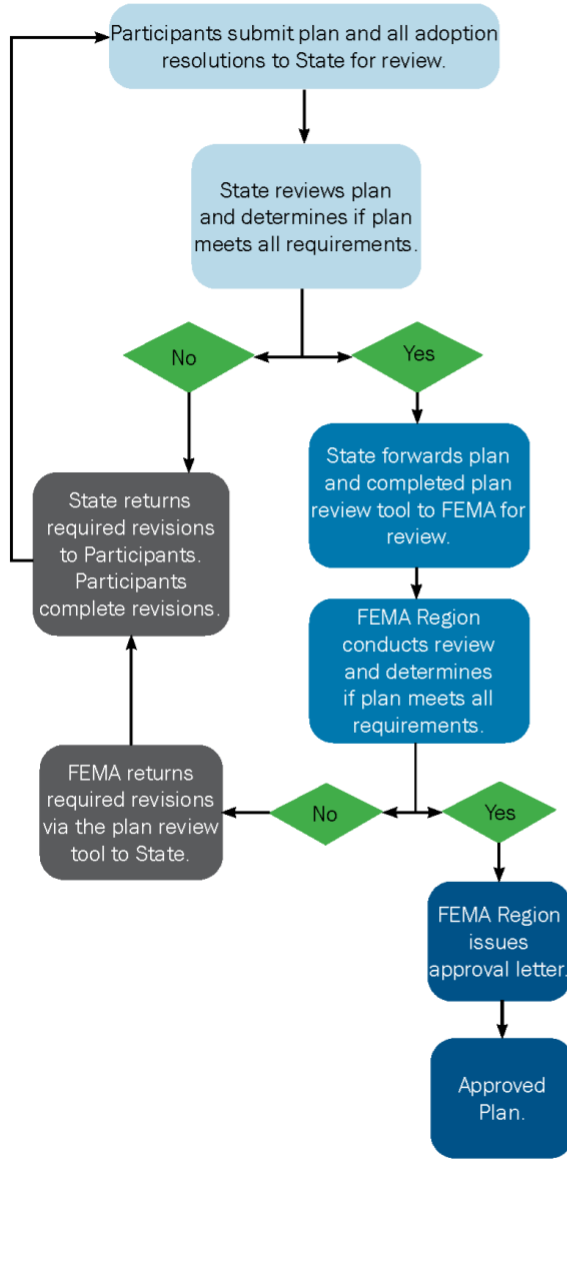 Participants submit plan and all adoption
resolutions to State for review.
State reviews plan
and determines if plan
meets all requirements.
No
Yes
State forwards plan
and completed plan
review tool to FEMA for
review.
State returns
required revisions
to Participants.
Participants
complete revisions.
FEMA Region
conducts review
and determines
if plan meets all
requirements.
FEMA returns
required revisions
via the plan review
tool to State.
No
Yes
FEMA Region
issues
approval letter.
Approved
Plan.